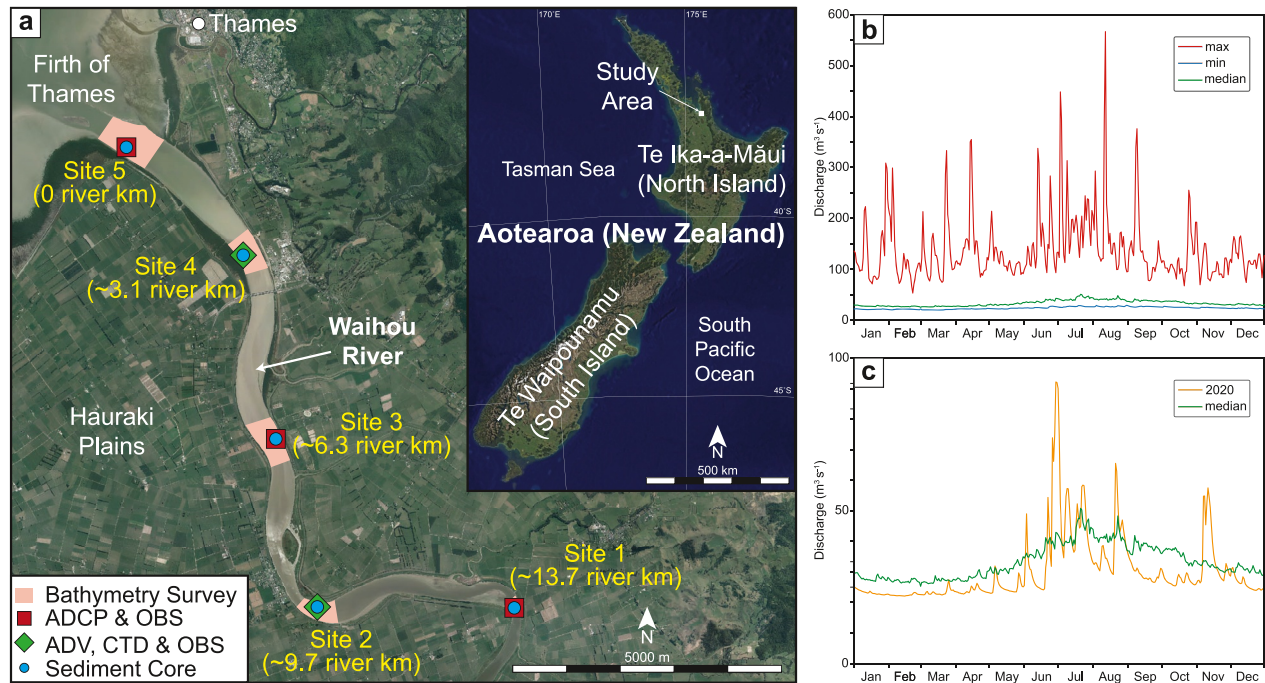 a
Thames
Firth of
Thames
Site 5
(0 river km)
Site 4
(~3.1 river km)
Waihou
River
Hauraki
Plains
Site 3
(~6.3 river km)
Site 1
(~13.7 river km)
Site 2
(~9.7 river km)
N
5000 m
Bathymetry Survey
ADCP & OBS
ADV, CTD & OBS
Sediment Core
170˚E
175˚E
Study
Area
Tasman Sea
Te Ika-a-Māui
(North Island)
40˚S
Aotearoa (New Zealand)
Te Waipounamu
(South Island)
South
Pacific
Ocean
45˚S
N
500 km
b
600
500
400
300
200
100
0
Discharge (m³ s⁻¹)
max
min
median
Jan Feb Mar Apr May Jun Jul Aug Sep Oct Nov Dec
c
100
50
0
Discharge (m³ s⁻¹)
2020
median
Jan Feb Mar Apr May Jun Jul Aug Sep Oct Nov Dec